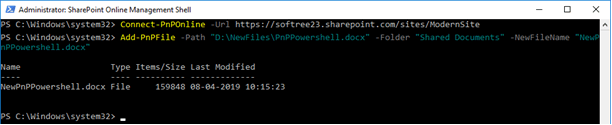 Administrator: SharePoint Online Management Shell
PS C:\Windows\system32> Connect-PnPOnline -Url https://softree23.sharepoint.com/sites/ModernSite
PS C:\Windows\system32> Add-PnPFile -Path "D:\NewFiles\PnPPowershell.docx" -Folder "Shared Documents" -NewFileName "NewP
nPPowershell.docx"
Name Type Items/Size Last Modified
---- ---- ---------- -------------
NewPnPPowershell.docx File 159848 08-04-2019 10:15:23
PS C:\Windows\system32> _